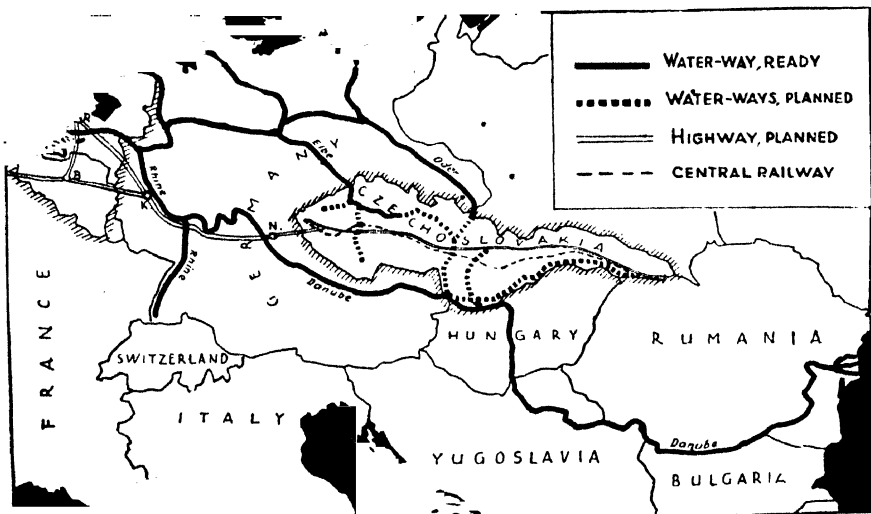 WATER-WAY, READY
WATER-WAYS, PLANNED
HIGHWAY, PLANNED
CENTRAL RAILWAY
Elbe
Oder
Rhine
B
K
N.
GERMANY
CZECHOSLOVAKIA
Rhine
Danube
FRANCE
SWITZERLAND
HUNGARY
RUMANIA
ITALY
YUGOSLAVIA
Danube
BULGARIA